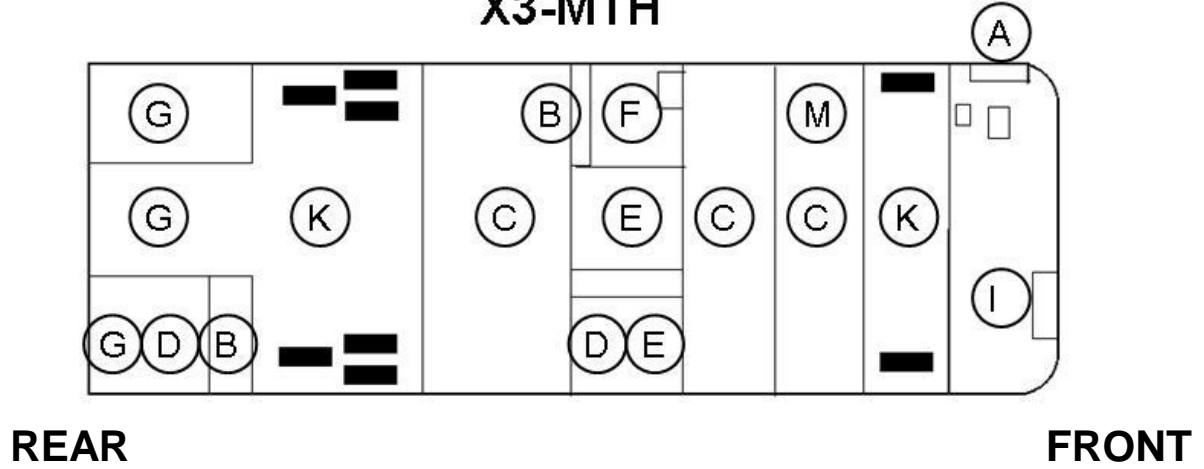 X3-MTH
A
G B F M
G K C E C C K
I
G D B D E
REAR FRONT